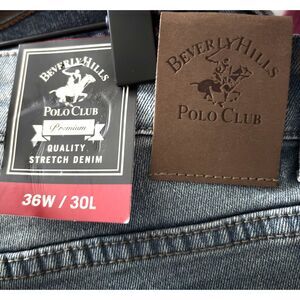 BEVERLY HILLS
POLO CLUB
Premium
QUALITY
STRETCH DENIM
36W / 30L
BEVERLY HILLS
POLO CLUB